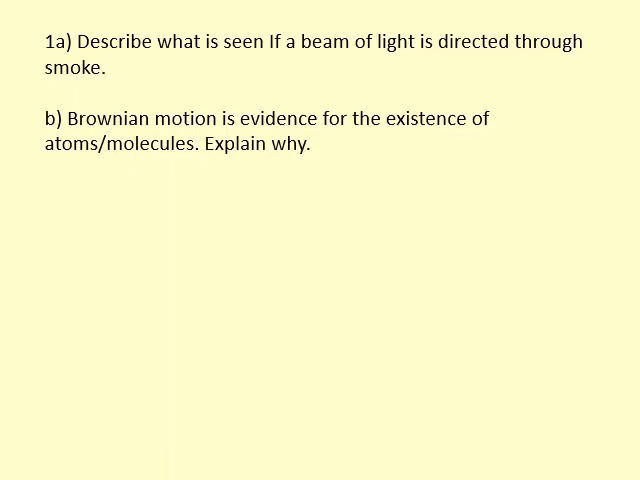 1a) Describe what is seen If a beam of light is directed through
smoke.
b) Brownian motion is evidence for the existence of
atoms/molecules. Explain why.